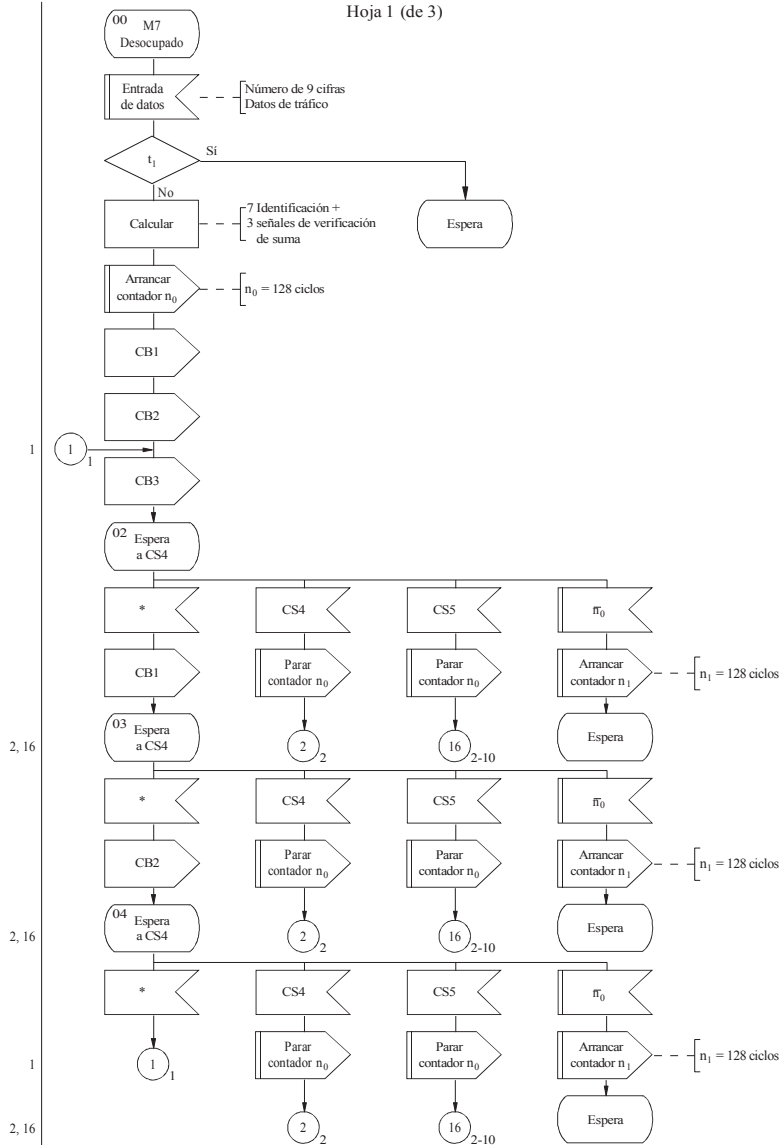 Hoja 1 (de 3)
00 M7
Desocupado
Entrada
de datos
Número de 9 cifras
Datos de tráfico
t1
Sí
No
Calcular
7 Identificación +
3 señales de verificación
de suma
Espera
Arrancar
contador n0
n0 = 128 ciclos
CB1
CB2
1
1
1
CB3
02 Espera
a CS4
*
CS4
CS5
π0
CB1
Parar
contador n0
Parar
contador n0
Arrancar
contador n1
n1 = 128 ciclos
03 Espera
a CS4
2, 16
2
2
16
2-10
Espera
*
CS4
CS5
π0
CB2
Parar
contador n0
Parar
contador n0
Arrancar
contador n1
n1 = 128 ciclos
04 Espera
a CS4
2, 16
2
2
16
2-10
Espera
*
CS4
CS5
π0
1
1
1
Parar
contador n0
Parar
contador n0
Arrancar
contador n1
n1 = 128 ciclos
2, 16
2
2
16
2-10
Espera